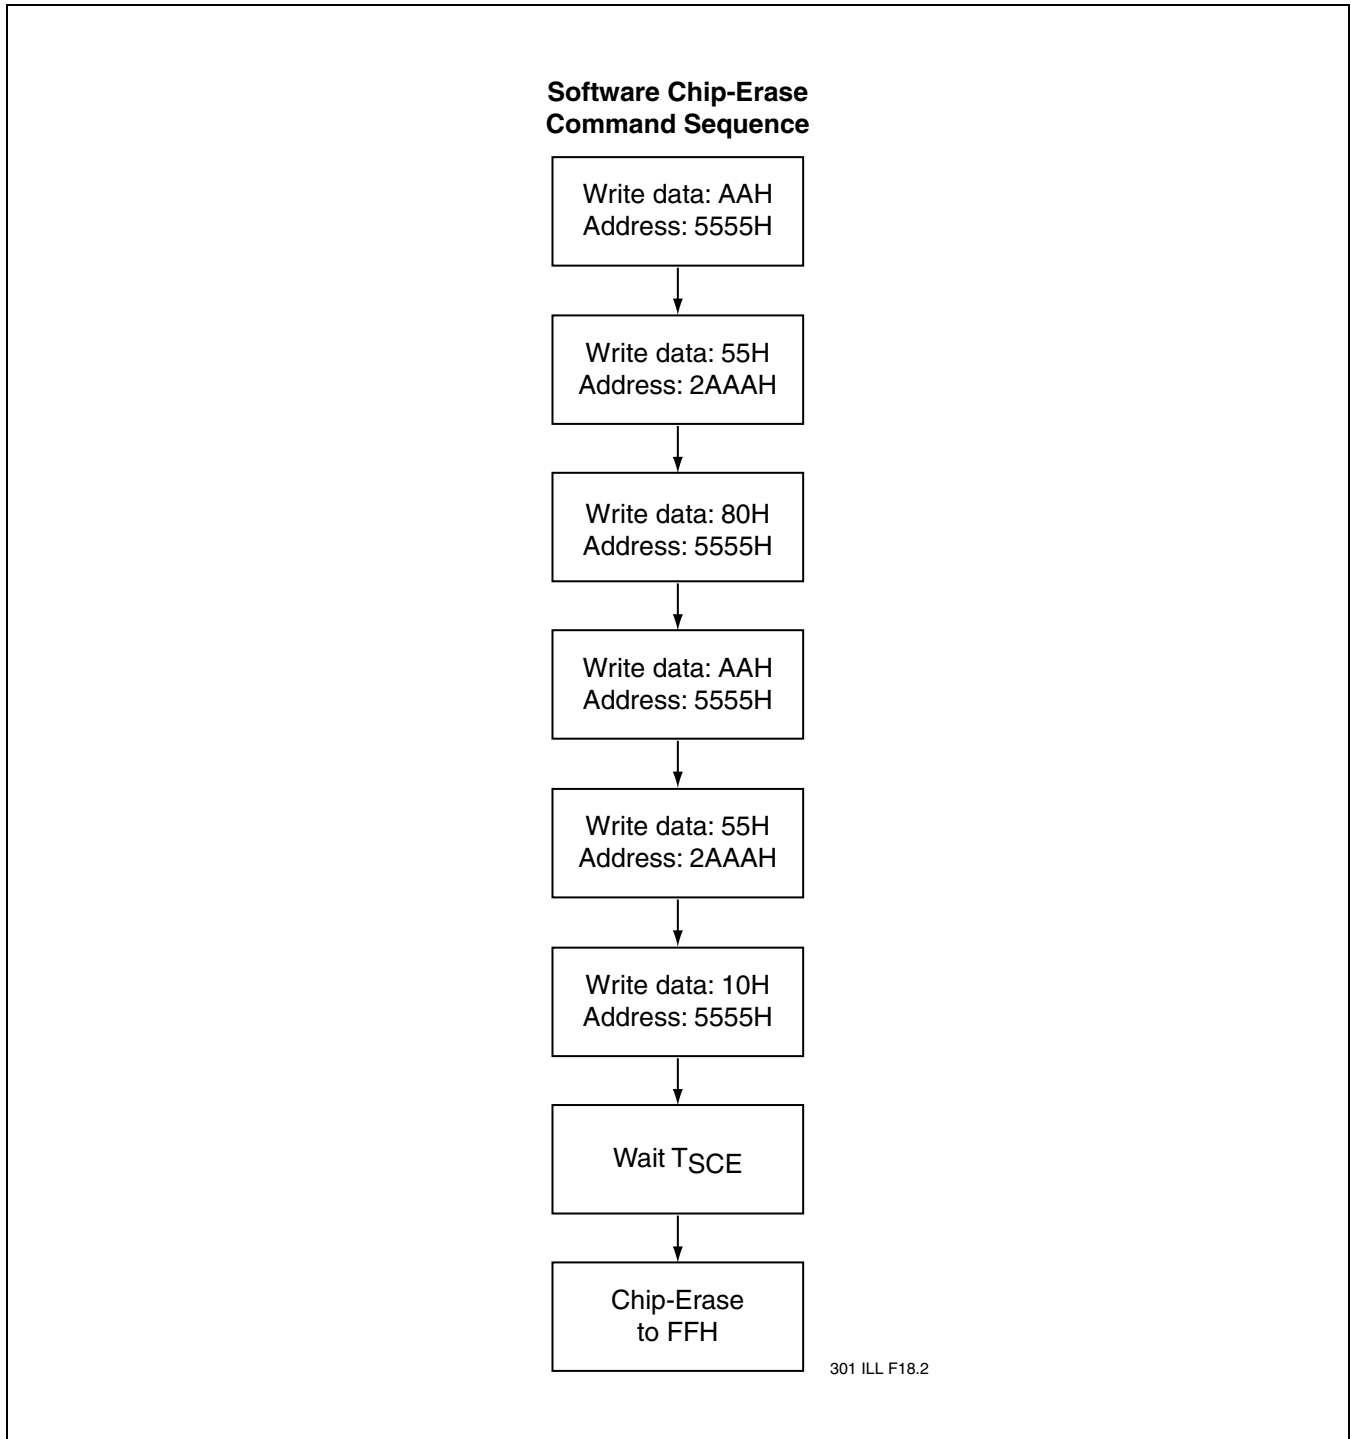 Software Chip-Erase
Command Sequence
Write data: AAH
Address: 5555H
Write data: 55H
Address: 2AAAH
Write data: 80H
Address: 5555H
Write data: AAH
Address: 5555H
Write data: 55H
Address: 2AAAH
Write data: 10H
Address: 5555H
Wait TSCE
Chip-Erase
to FFH
301 ILL F18.2